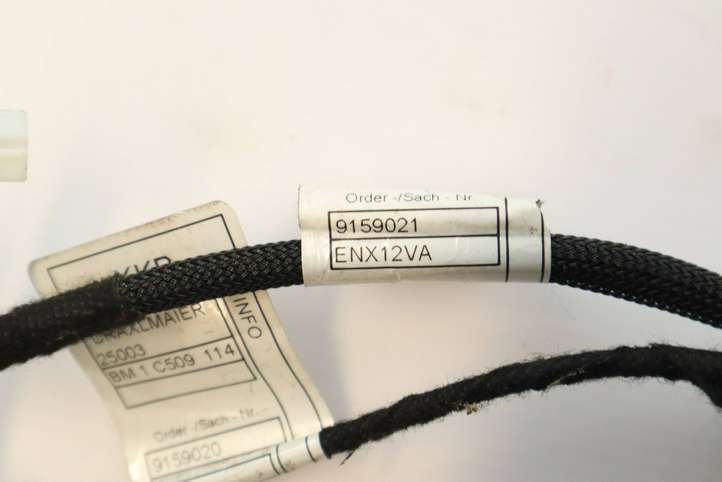 Order -/Sach - Nr
9159021
ENX12VA
INFO
DRAXLMAIER
25003
BM 1 C509 114
Order -/Sach - Nr.
9159020